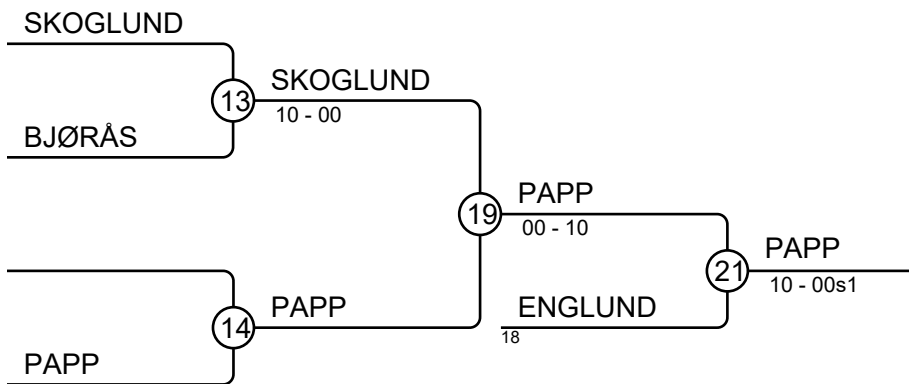 SKOGLUND
13
SKOGLUND
10 - 00
BJØRÅS
19
PAPP
00 - 10
14
PAPP
PAPP
21
PAPP
10 - 00s1
ENGLUND
18